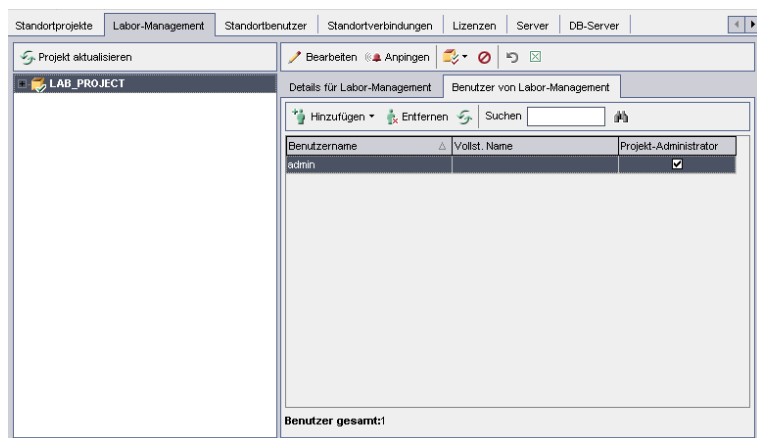 Standortprojekte Labor-Management Standortbenutzer Standortverbindungen Lizenzen Server DB-Server
Projekt aktualisieren
Bearbeiten Anpingen
LAB_PROJECT
Details für Labor-Management Benutzer von Labor-Management
Hinzufügen Entfernen Suchen
Benutzername Vollst. Name Projekt-Administrator
admin
Benutzer gesamt:1